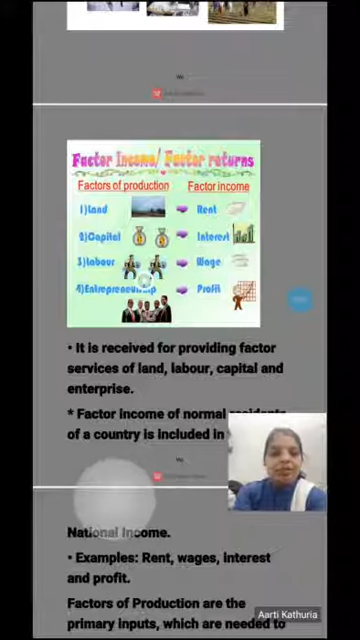 Factor Income/ Factor returns
Factors of production Factor income
1)Land Rent
2)Capital Interest
3)Labour Wage
4)Entrepreneurship Profit
• It is received for providing factor
services of land, labour, capital and
enterprise.
* Factor income of normal residents
of a country is included in
National Income.
• Examples: Rent, wages, interest
and profit.
Factors of Production are the
primary inputs, which are needed to
Aarti Kathuria